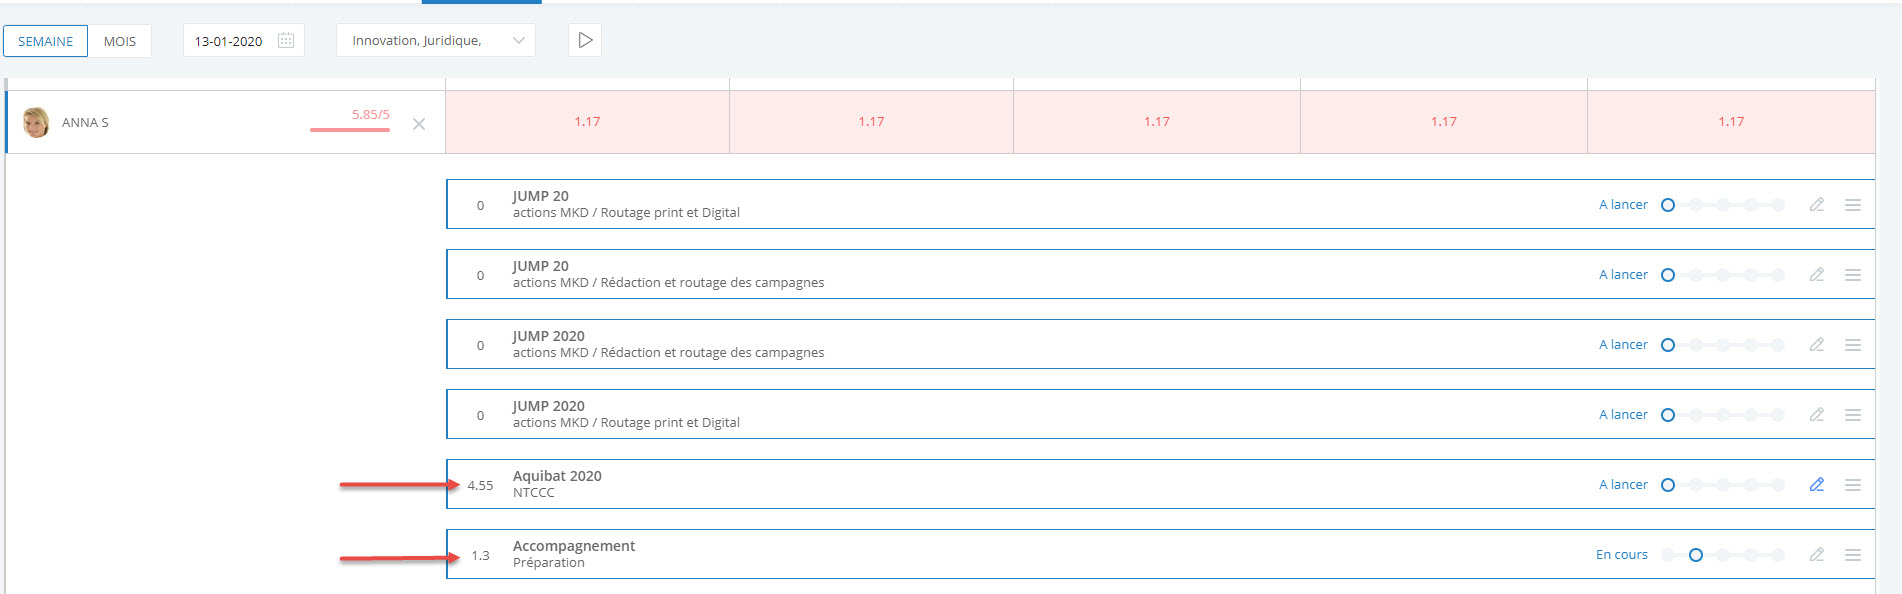 SEMAINE MOIS 13-01-2020 Innovation, Juridique,
ANNA S 5.85/5 1.17 1.17 1.17 1.17 1.17
JUMP 20
0 A lancer
actions MKD / Routage print et Digital
JUMP 20
0 A lancer
actions MKD / Rédaction et routage des campagnes
JUMP 2020
0 A lancer
actions MKD / Rédaction et routage des campagnes
JUMP 2020
0 A lancer
actions MKD / Routage print et Digital
Aquibat 2020
4.55 A lancer
NTCCC
Accompagnement
1.3 En cours
Préparation